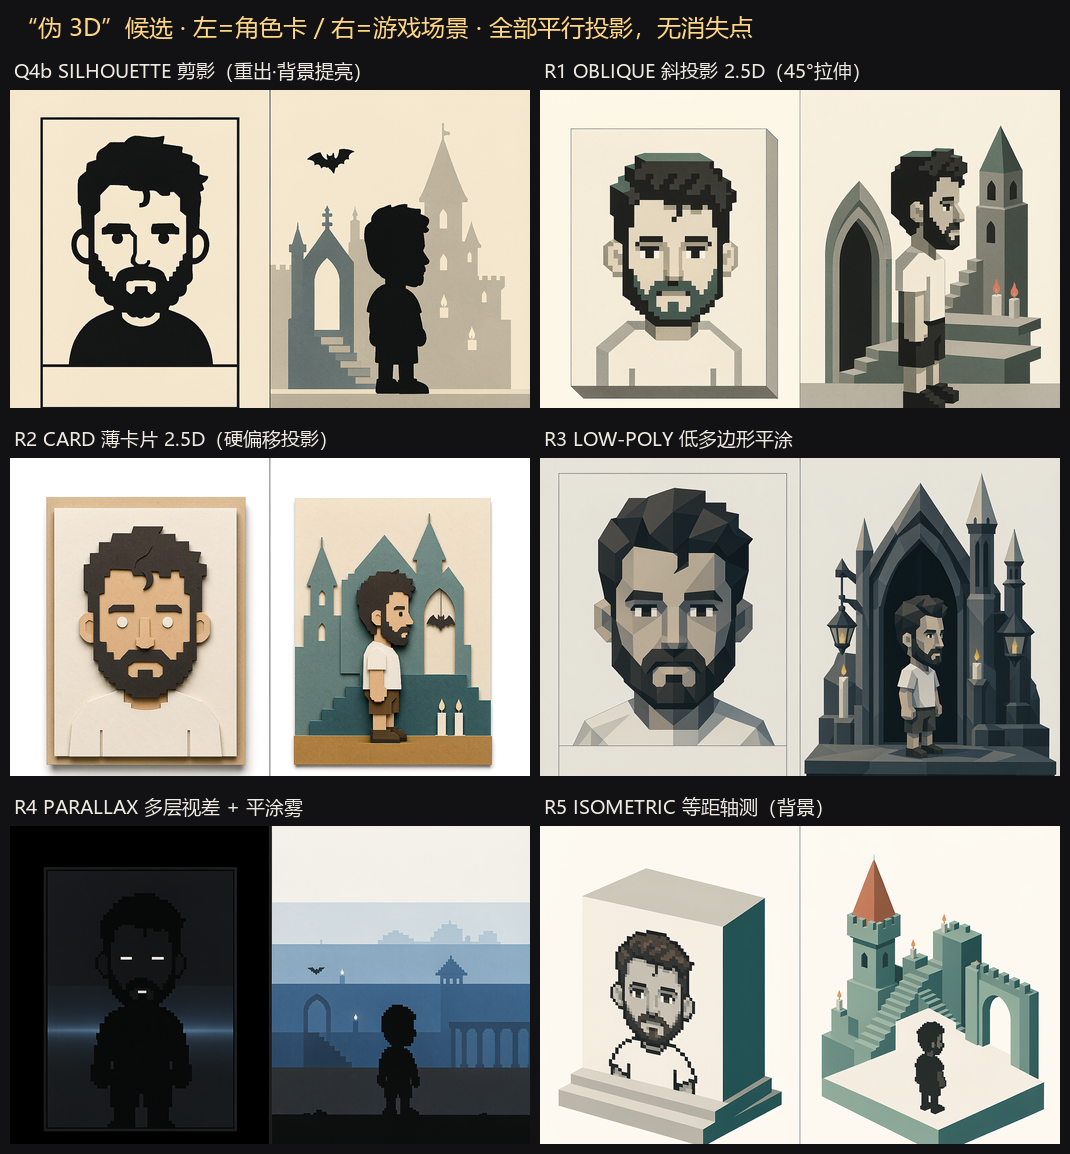 “伪 3D”候选 · 左=角色卡 / 右=游戏场景 · 全部平行投影，无消失点
Q4b SILHOUETTE 剪影（重出·背景提亮）
R1 OBLIQUE 斜投影 2.5D（45°拉伸）
R2 CARD 薄卡片 2.5D（硬偏移投影）
R3 LOW-POLY 低多边形平涂
R4 PARALLAX 多层视差 + 平涂雾
R5 ISOMETRIC 等距轴测（背景）